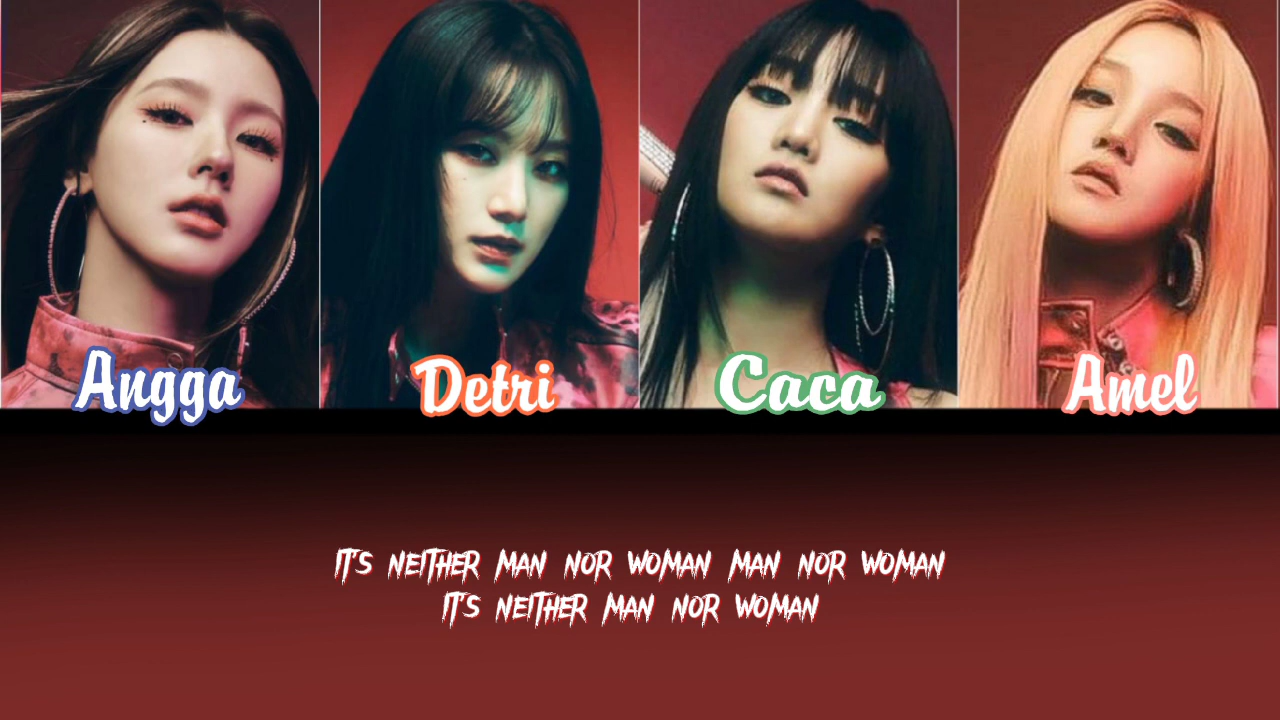 Angga
Detri
Caca
Amel
IT'S NEITHER MAN NOR WOMAN MAN NOR WOMAN
IT'S NEITHER MAN NOR WOMAN